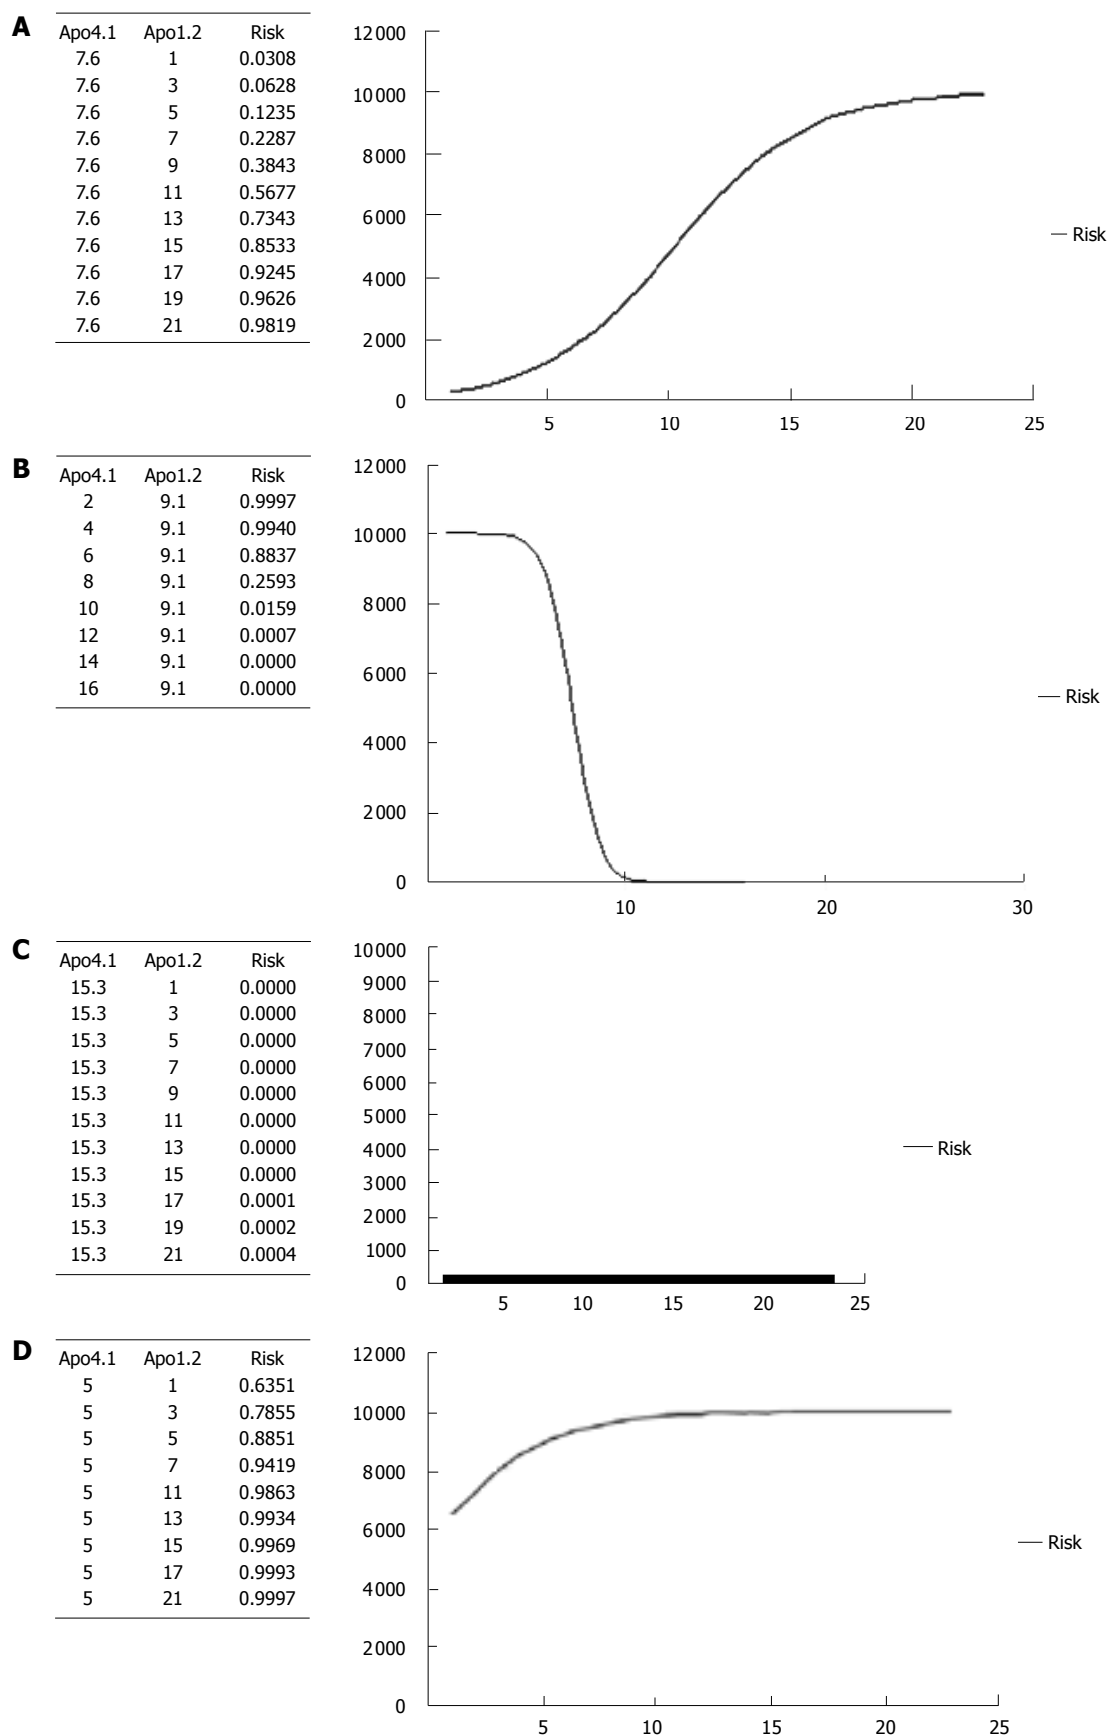 A
Apo4.1 Apo1.2 Risk
7.6 1 0.0308
7.6 3 0.0628
7.6 5 0.1235
7.6 7 0.2287
7.6 9 0.3843
7.6 11 0.5677
7.6 13 0.7343
7.6 15 0.8533
7.6 17 0.9245
7.6 19 0.9626
7.6 21 0.9819
12000
10000
8000
6000
4000
2000
0
5 10 15 20 25
Risk
B
Apo4.1 Apo1.2 Risk
2 9.1 0.9997
4 9.1 0.9940
6 9.1 0.8837
8 9.1 0.2593
10 9.1 0.0159
12 9.1 0.0007
14 9.1 0.0000
16 9.1 0.0000
12000
10000
8000
6000
4000
2000
0
10 20 30
Risk
C
Apo4.1 Apo1.2 Risk
15.3 1 0.0000
15.3 3 0.0000
15.3 5 0.0000
15.3 7 0.0000
15.3 9 0.0000
15.3 11 0.0000
15.3 13 0.0000
15.3 15 0.0000
15.3 17 0.0001
15.3 19 0.0002
15.3 21 0.0004
10000
9000
8000
7000
6000
5000
4000
3000
2000
1000
0
5 10 15 20 25
Risk
D
Apo4.1 Apo1.2 Risk
5 1 0.6351
5 3 0.7855
5 5 0.8851
5 7 0.9419
5 11 0.9863
5 13 0.9934
5 15 0.9969
5 17 0.9993
5 21 0.9997
12000
10000
8000
6000
4000
2000
0
5 10 15 20 25
Risk